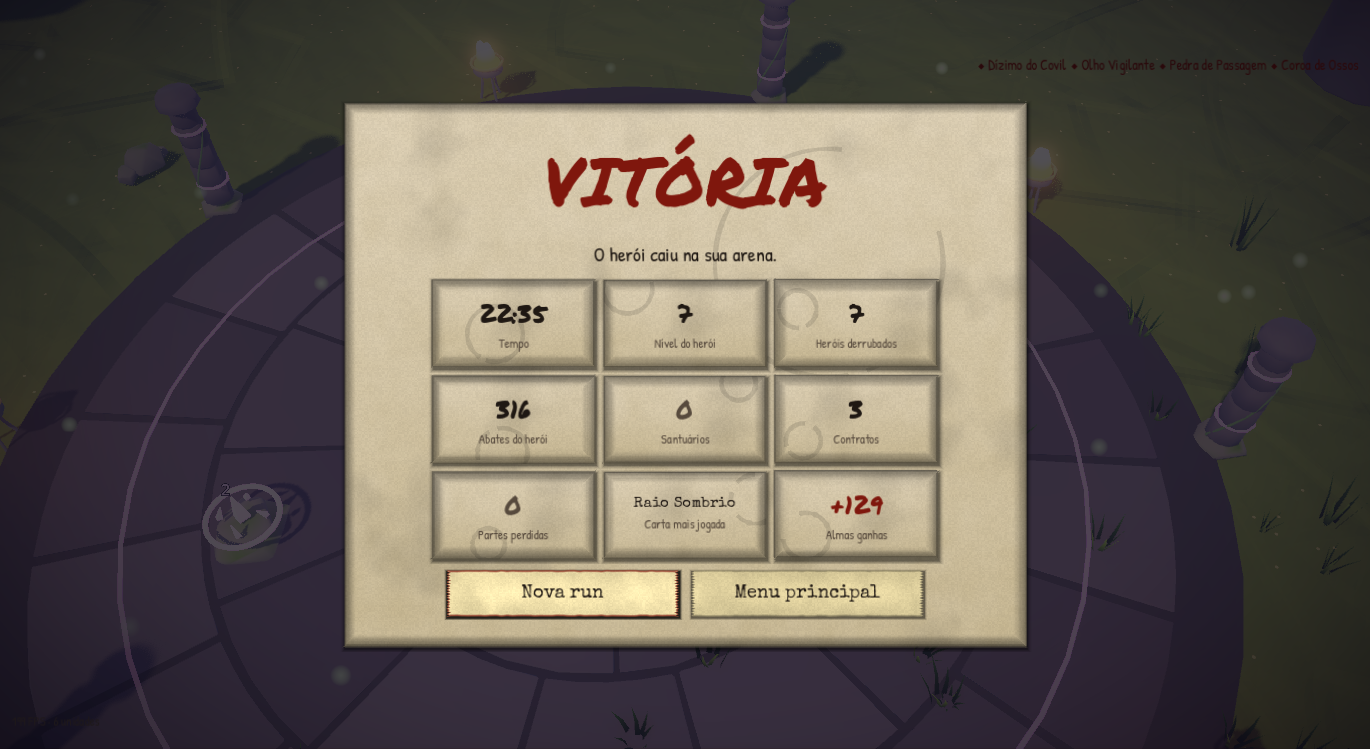 ◆ Dízimo do Covil ◆ Olho Vigilante ◆ Pedra de Passagem ◆ Coroa de Ossos
VITÓRIA
O herói caiu na sua arena.
22:35
Tempo
7
Nível do herói
7
Heróis derrubados
316
Abates do herói
0
Santuários
3
Contratos
0
Partes perdidas
Raio Sombrio
Carta mais jogada
+129
Almas ganhas
2
Nova run
Menu principal